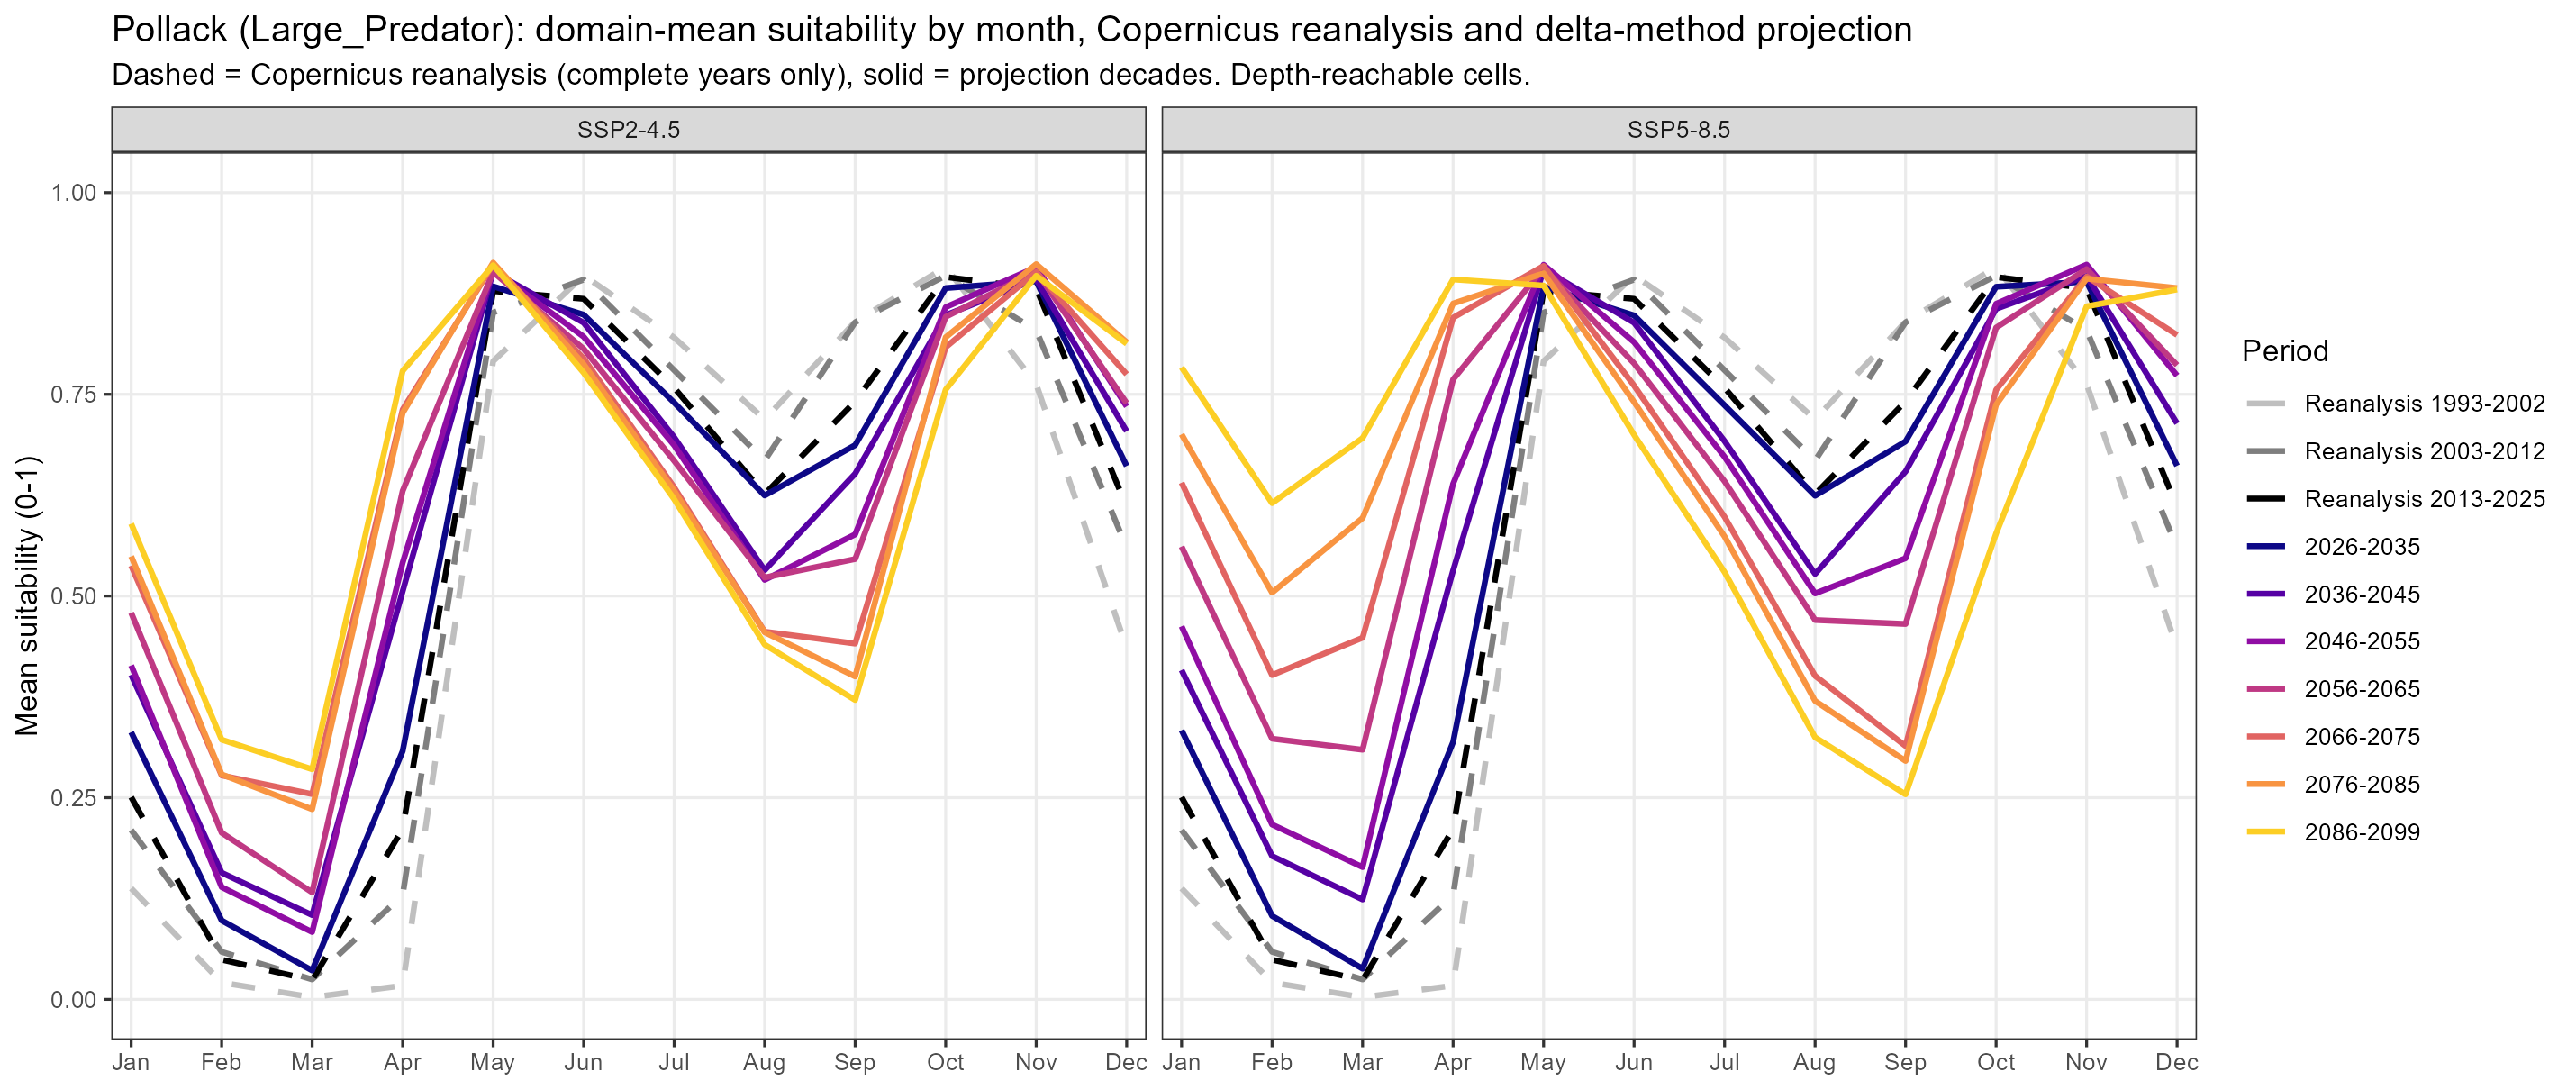 Pollack (Large_Predator): domain-mean suitability by month, Copernicus reanalysis and delta-method projection
Dashed = Copernicus reanalysis (complete years only), solid = projection decades. Depth-reachable cells.
SSP2-4.5
SSP5-8.5
Mean suitability (0-1)
1.00
0.75
0.50
0.25
0.00
Jan Feb Mar Apr May Jun Jul Aug Sep Oct Nov Dec
Jan Feb Mar Apr May Jun Jul Aug Sep Oct Nov Dec
Period
Reanalysis 1993-2002
Reanalysis 2003-2012
Reanalysis 2013-2025
2026-2035
2036-2045
2046-2055
2056-2065
2066-2075
2076-2085
2086-2099